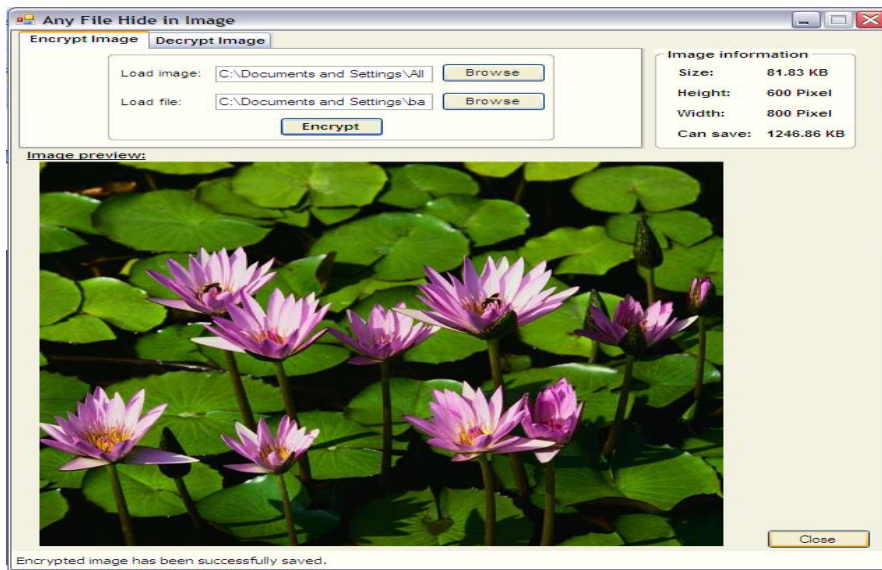 Any File Hide in Image
Encrypt Image Decrypt Image
Load image: C:\Documents and Settings\All Browse
Load file: C:\Documents and Settings\ba Browse
Encrypt
Image information
Size: 81.83 KB
Height: 600 Pixel
Width: 800 Pixel
Can save: 1246.86 KB
Image preview:
Close
Encrypted image has been successfully saved.